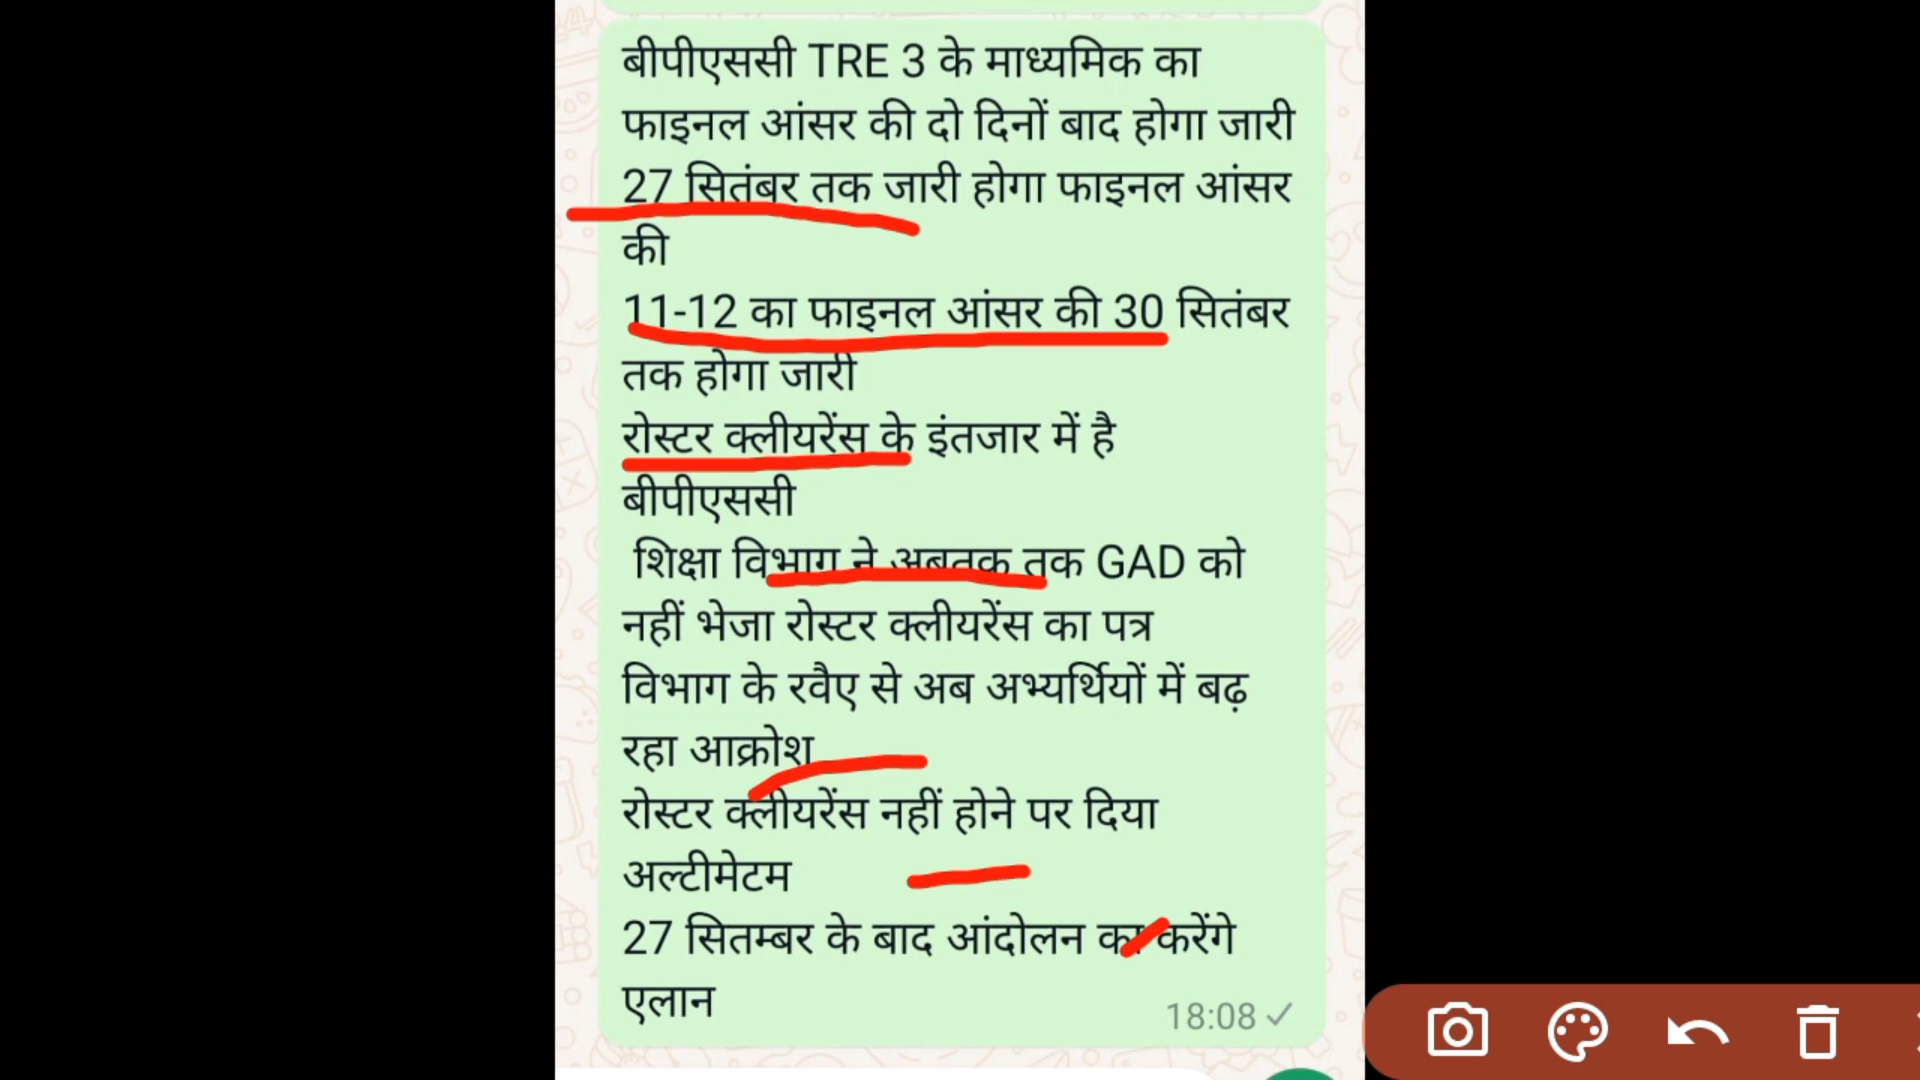 बीपीएससी TRE 3 के माध्यमिक का
फाइनल आंसर की दो दिनों बाद होगा जारी
27 सितंबर तक जारी होगा फाइनल आंसर
की
11-12 का फाइनल आंसर की 30 सितंबर
तक होगा जारी
रोस्टर क्लीयरेंस के इंतजार में है
बीपीएससी
शिक्षा विभाग ने अबतक तक GAD को
नहीं भेजा रोस्टर क्लीयरेंस का पत्र
विभाग के रवैए से अब अभ्यर्थियों में बढ़
रहा आक्रोश
रोस्टर क्लीयरेंस नहीं होने पर दिया
अल्टीमेटम
27 सितम्बर के बाद आंदोलन का करेंगे
एलान
18:08